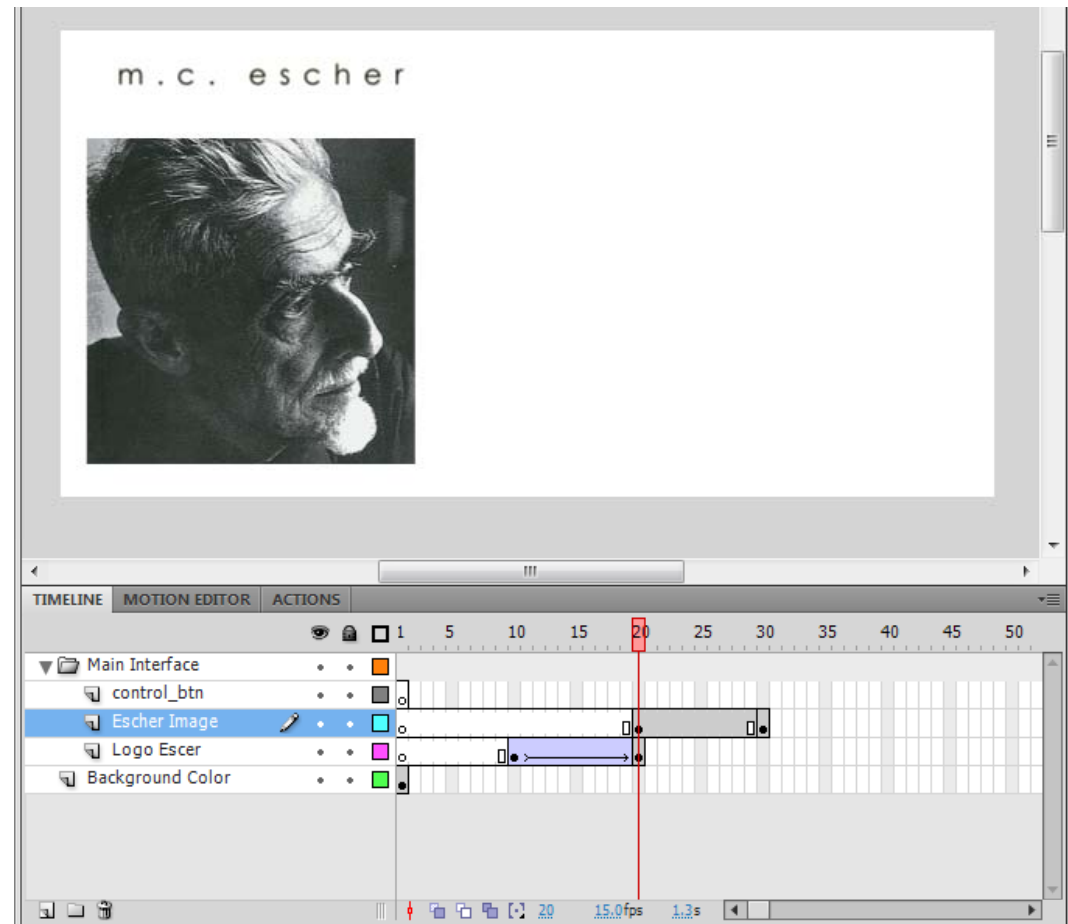 m.c. escher
TIMELINE MOTION EDITOR ACTIONS
1 5 10 15 20 25 30 35 40 45 50
Main Interface
control_btn
Escher Image
Logo Escer
Background Color
20 15.0fps 1.3s